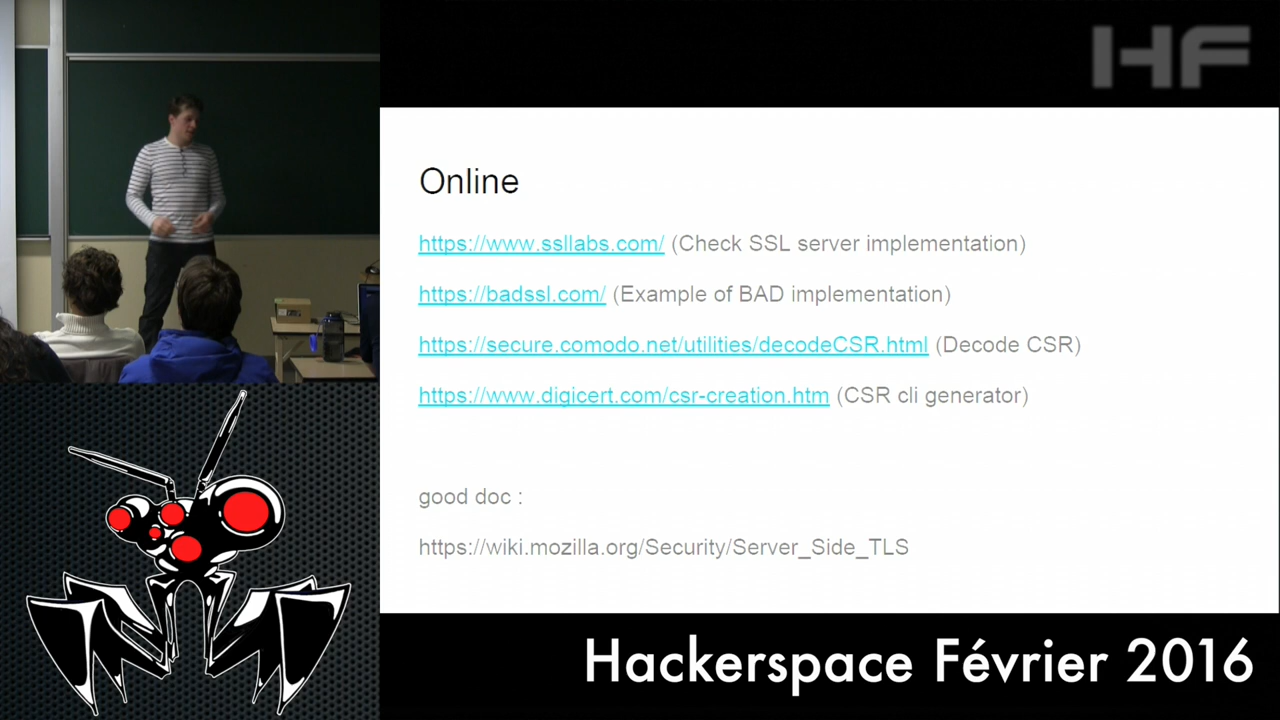 HF
Online
https://www.ssllabs.com/ (Check SSL server implementation)
https://badssl.com/ (Example of BAD implementation)
https://secure.comodo.net/utilities/decodeCSR.html (Decode CSR)
https://www.digicert.com/csr-creation.htm (CSR cli generator)
good doc :
https://wiki.mozilla.org/Security/Server_Side_TLS
Hackerspace Février 2016